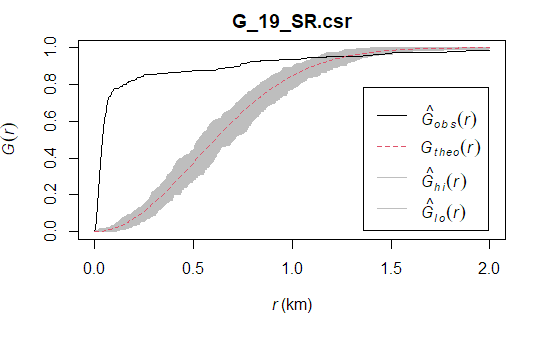 G_19_SR.csr
G(r)
1.0
0.8
0.6
0.4
0.2
0.0
Ĝobs(r)
Gtheo(r)
Ĝhi(r)
Ĝlo(r)
0.0 0.5 1.0 1.5 2.0
r (km)